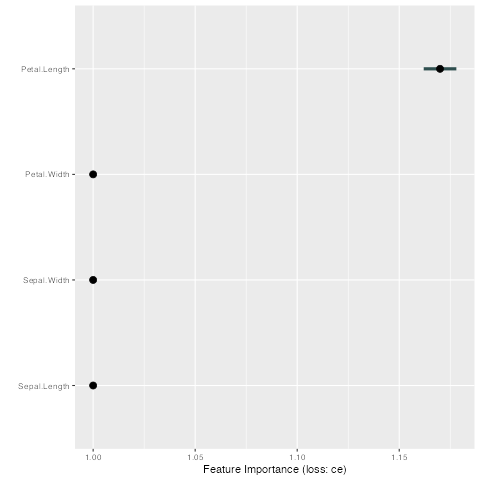 Petal.Length
Petal.Width
Sepal.Width
Sepal.Length
1.00 1.05 1.10 1.15
Feature Importance (loss: ce)